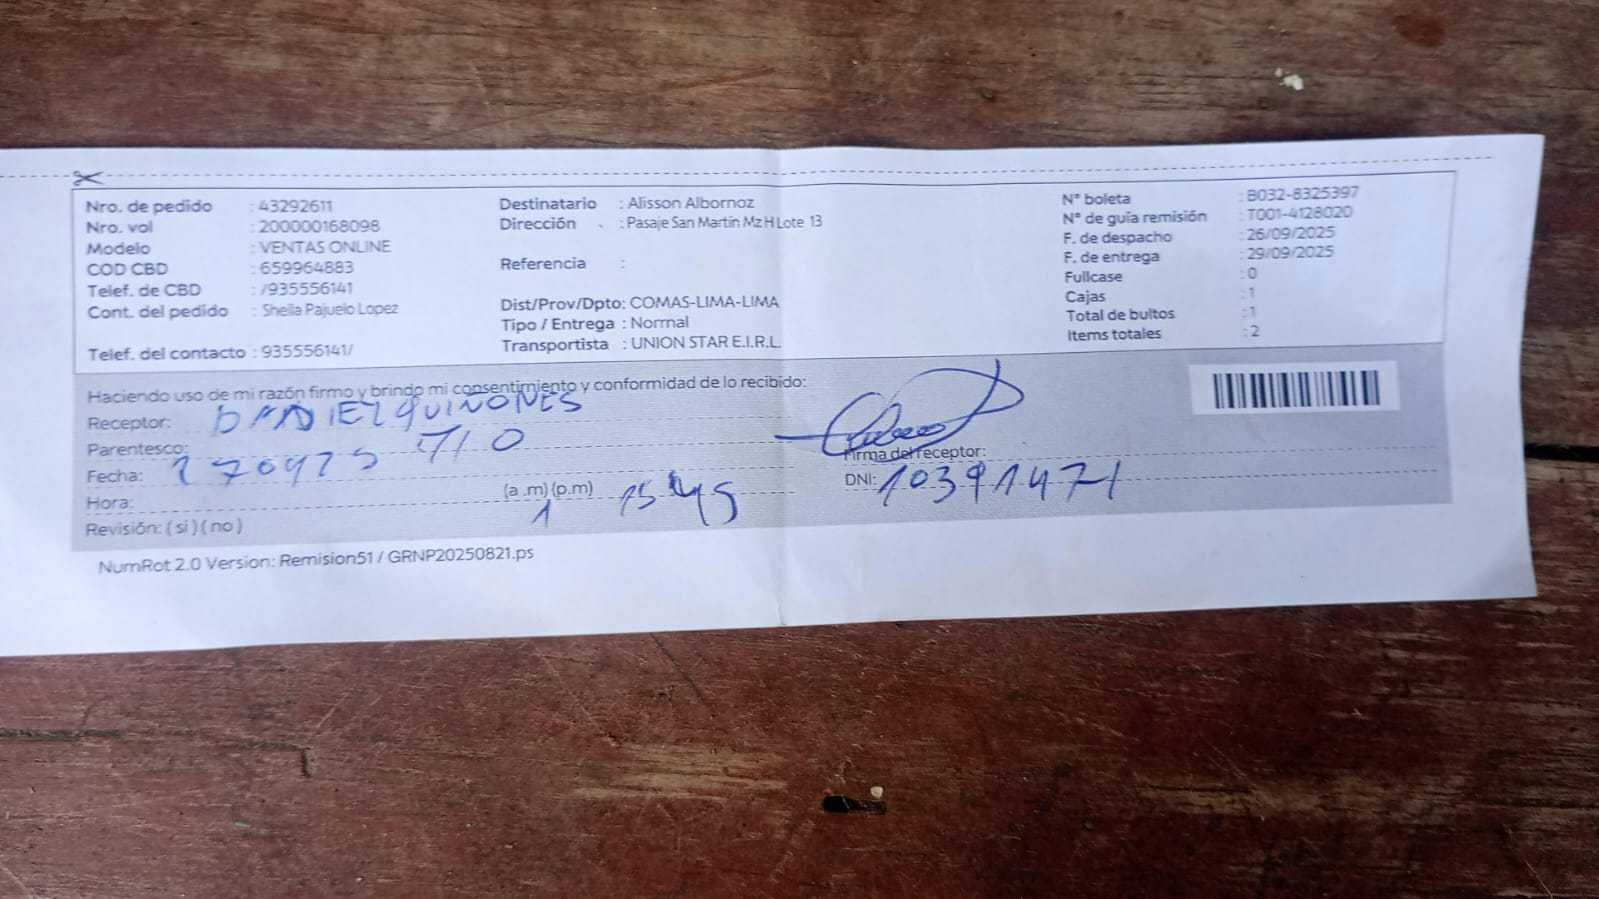 Nro. de pedido : 43292611
Nro. vol : 200000168098
Modelo : VENTAS ONLINE
COD CBD : 659964883
Telef. de CBD : /935556141
Cont. del pedido : Sheila Pajuelo Lopez
Telef. del contacto : 935556141/
Destinatario : Alisson Albornoz
Dirección : Pasaje San Martin Mz H Lote 13
Referencia :
Dist/Prov/Dpto: COMAS-LIMA-LIMA
Tipo / Entrega : Normal
Transportista : UNION STAR E.I.R.L.
N° boleta : B032-8325397
N° de guía remisión : T001-4128020
F. de despacho : 26/09/2025
F. de entrega : 29/09/2025
Fullcase : 0
Cajas : 1
Total de bultos : 1
Items totales : 2
Haciendo uso de mi razón firmo y brindo mi consentimiento y conformidad de lo recibido:
Receptor: DANIEL QUIÑONES
Parentesco: TIO
Fecha:
Hora: (a .m) (p.m) 1545
Revisión: ( si ) ( no )
Firma del receptor:
DNI: 10391471
NumRot 2.0 Version: Remision51 / GRNP20250821.ps